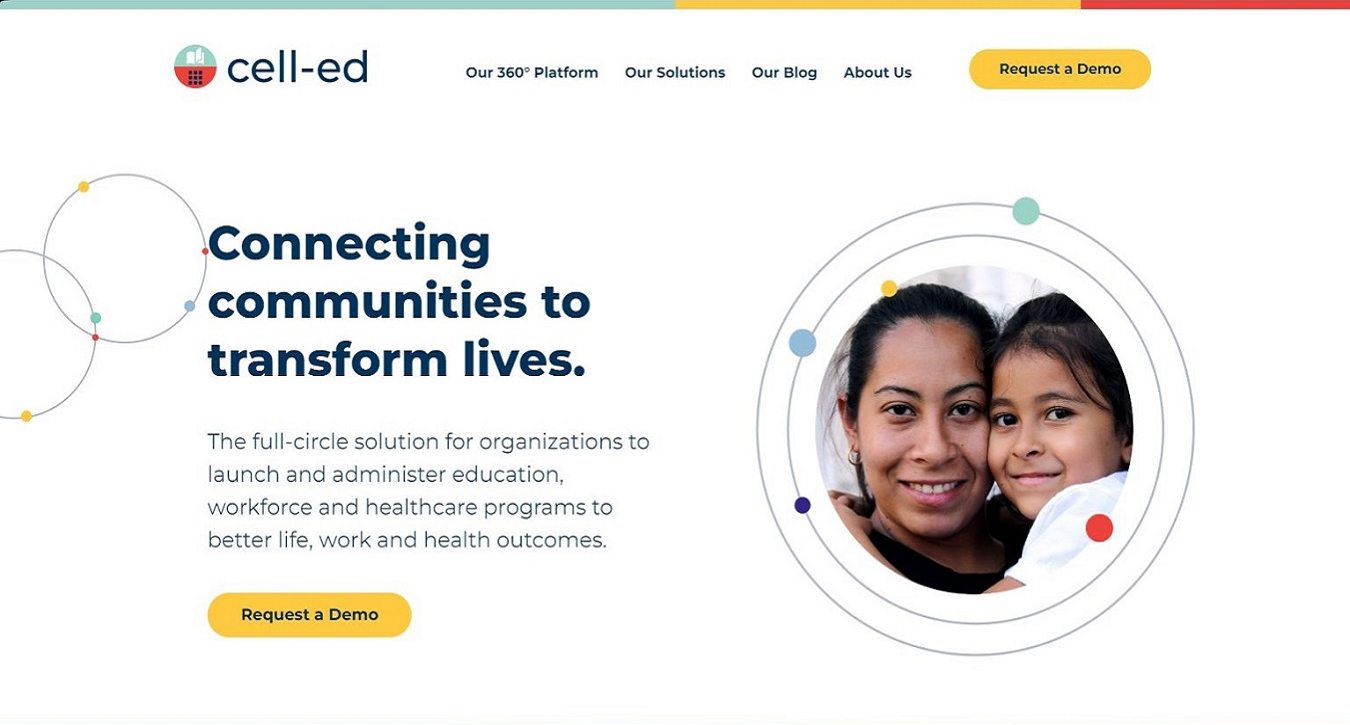 cell-ed
Our 360° Platform
Our Solutions
Our Blog
About Us
Request a Demo
Connecting
communities to
transform lives.
The full-circle solution for organizations to
launch and administer education,
workforce and healthcare programs to
better life, work and health outcomes.
Request a Demo